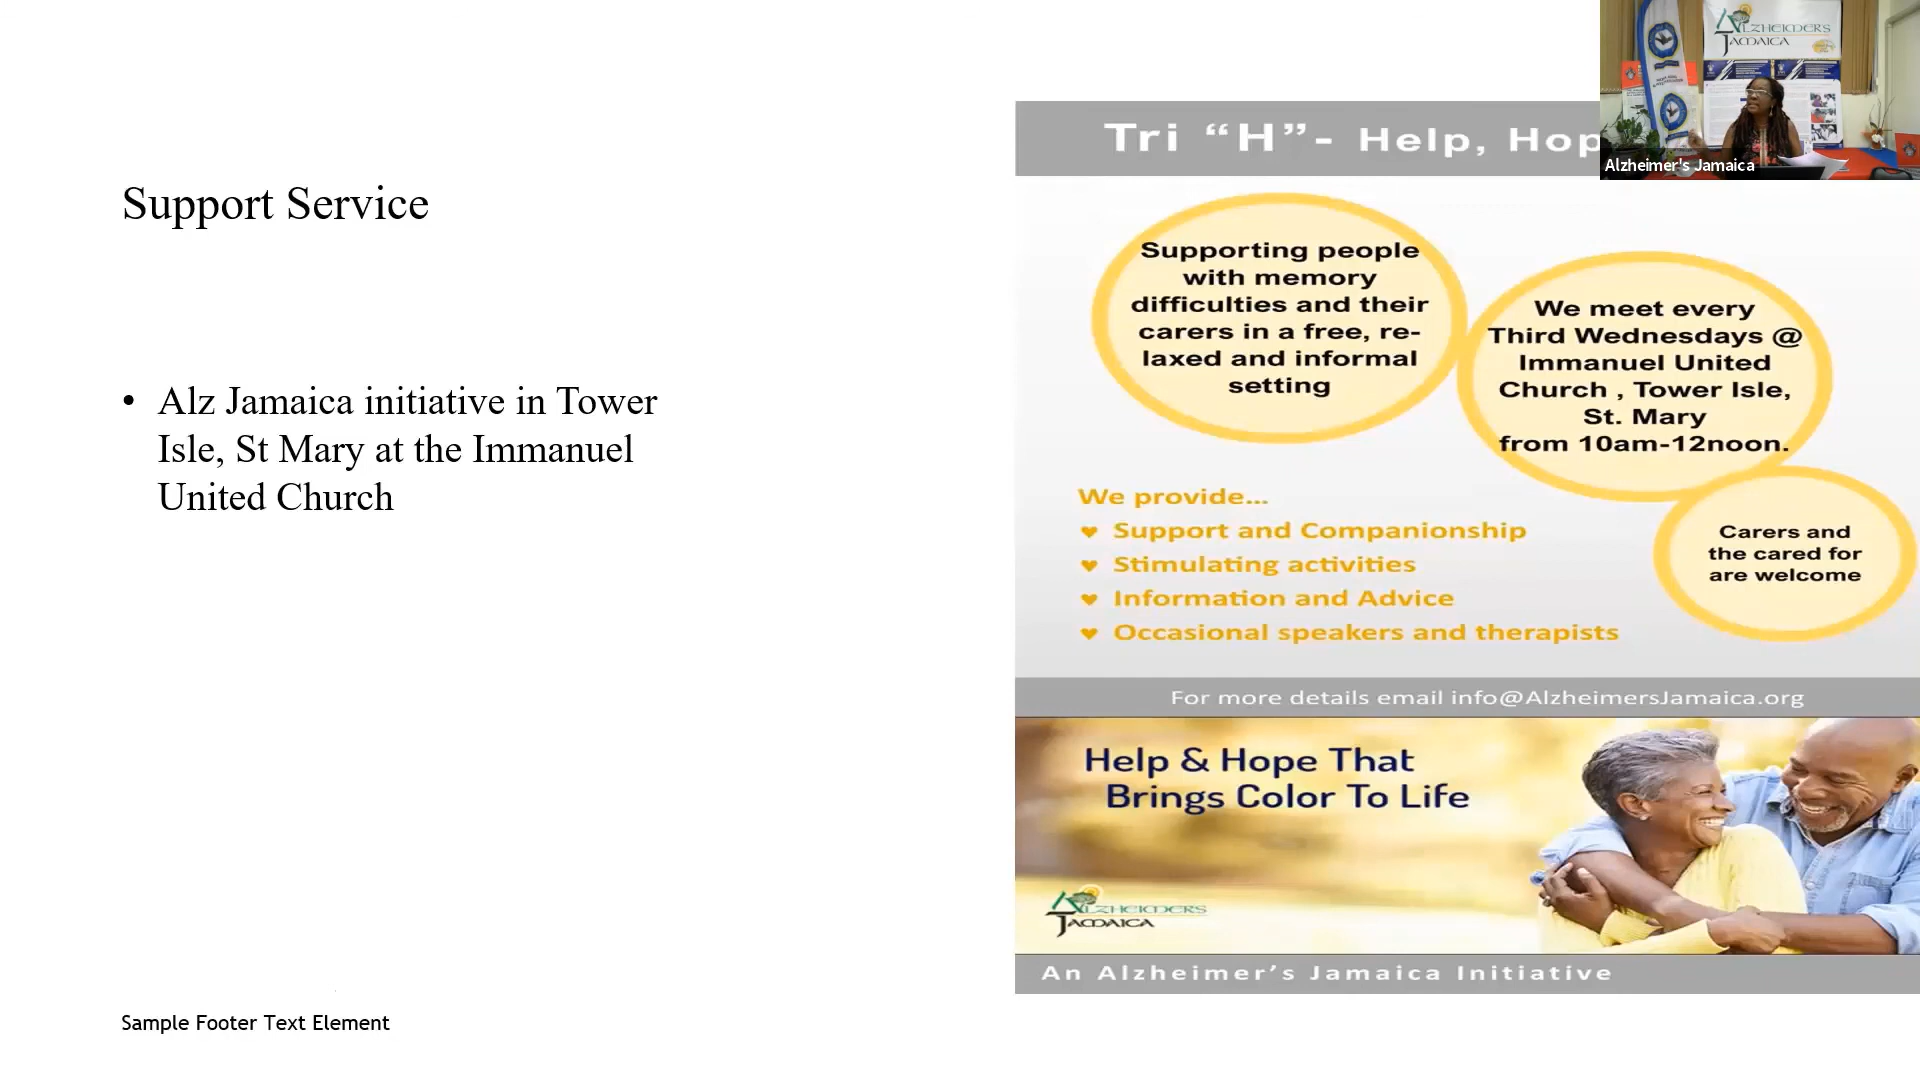 Support Service
• Alz Jamaica initiative in Tower
Isle, St Mary at the Immanuel
United Church
Sample Footer Text Element
Tri “H”- Help, Hop
Supporting people
with memory
difficulties and their
carers in a free, re-
laxed and informal
setting
We meet every
Third Wednesdays @
Immanuel United
Church , Tower Isle,
St. Mary
from 10am-12noon.
Carers and
the cared for
are welcome
We provide...
Support and Companionship
Stimulating activities
Information and Advice
Occasional speakers and therapists
For more details email info@AlzheimersJamaica.org
Help & Hope That
Brings Color To Life
ALZHEIMERS
JAMAICA
An Alzheimer’s Jamaica Initiative
ALZHEIMERS
JAMAICA
Alzheimer's Jamaica